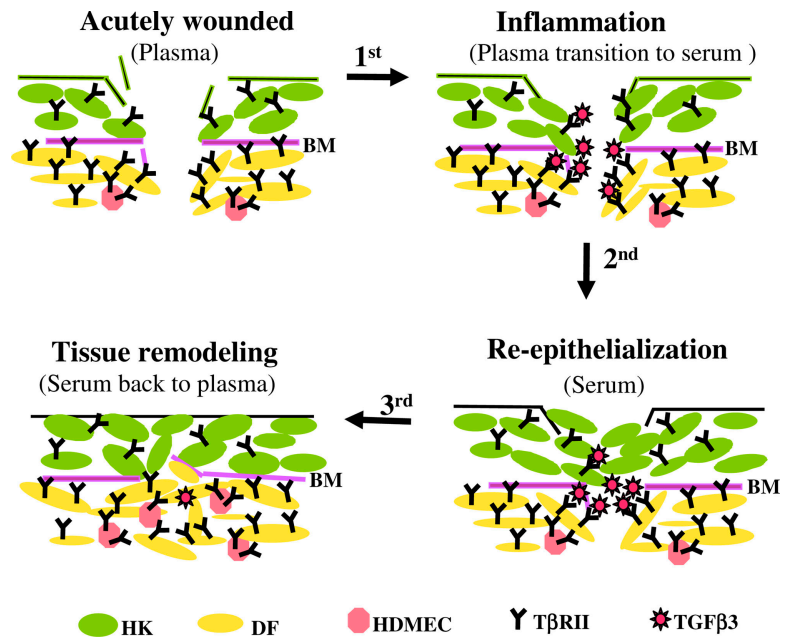 Acutely wounded
(Plasma)
1st
Inflammation
(Plasma transition to serum )
BM
2nd
Re-epithelialization
(Serum)
BM
3rd
Tissue remodeling
(Serum back to plasma)
BM
HK
DF
HDMEC
TβRII
TGFβ3